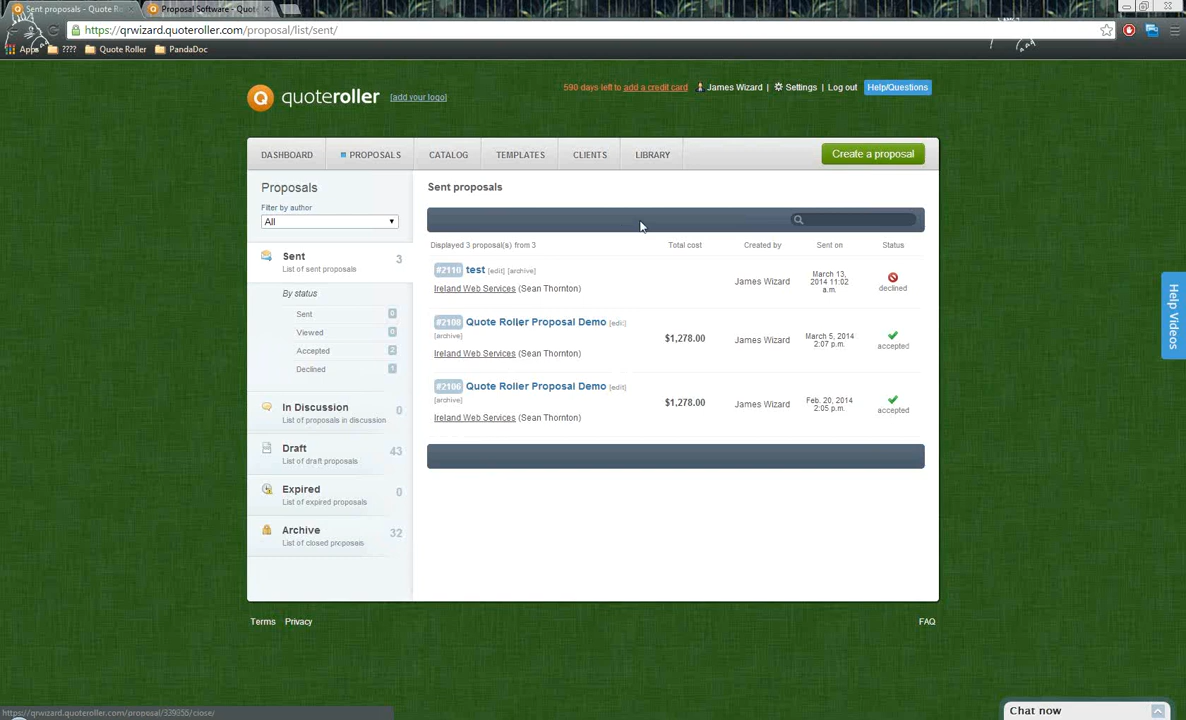 Sent proposals - Quote Ro
Proposal Software - Quot
https://qrwizard.quoteroller.com/proposal/list/sent/
Apps ???? Quote Roller PandaDoc
Q quoteroller [add your logo]
590 days left to add a credit card James Wizard Settings Log out Help/Questions
DASHBOARD PROPOSALS CATALOG TEMPLATES CLIENTS LIBRARY Create a proposal
Proposals
Filter by author
All
Sent 3
List of sent proposals
By status
Sent 0
Viewed 0
Accepted 2
Declined 1
In Discussion 0
List of proposals in discussion
Draft 43
List of draft proposals
Expired 0
List of expired proposals
Archive 32
List of closed proposals
Sent proposals
Displayed 3 proposal(s) from 3 Total cost Created by Sent on Status
#2110 test [edit] [archive]
Ireland Web Services (Sean Thornton)
James Wizard
March 13,
2014 11:02
a.m.
declined
#2108 Quote Roller Proposal Demo [edit]
[archive]
Ireland Web Services (Sean Thornton)
$1,278.00
James Wizard
March 5, 2014
2:07 p.m.
accepted
#2106 Quote Roller Proposal Demo [edit]
[archive]
Ireland Web Services (Sean Thornton)
$1,278.00
James Wizard
Feb. 20, 2014
2:05 p.m.
accepted
Help Videos
Terms Privacy FAQ
https://qrwizard.quoteroller.com/proposal/339855/close/
Chat now